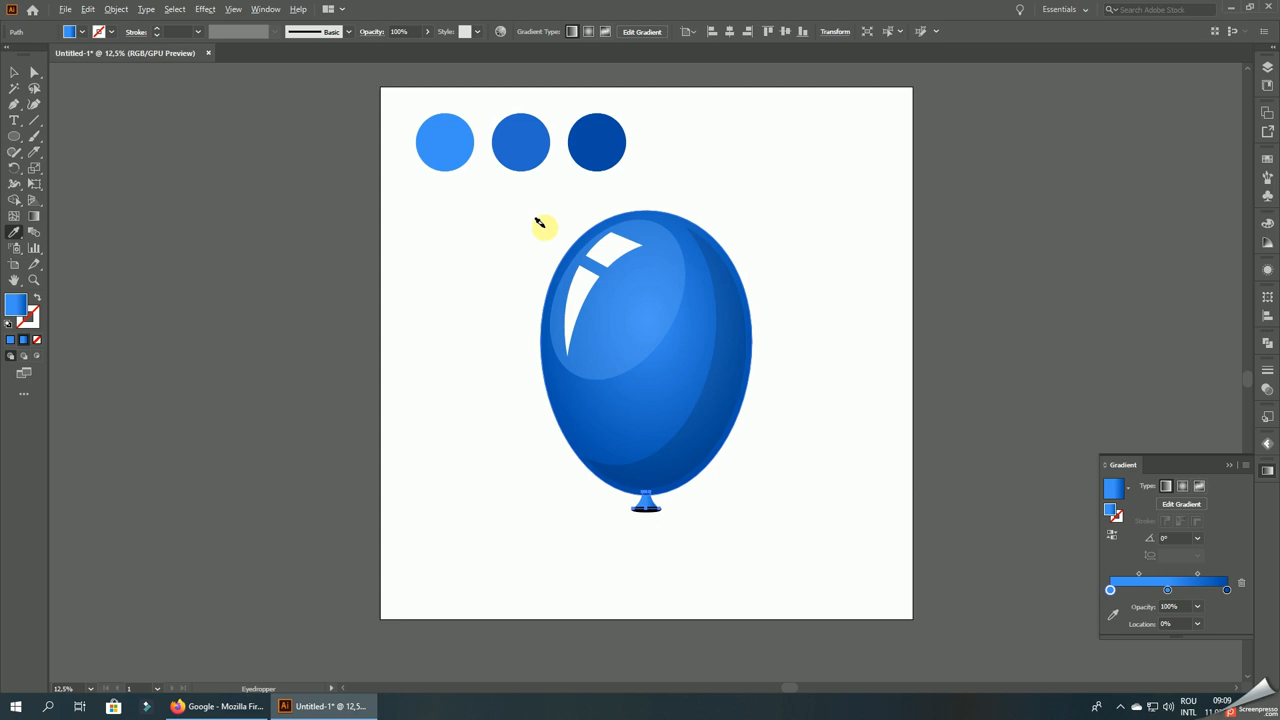 Ai File Edit Object Type Select Effect View Window Help Essentials Search Adobe Stock
Path Stroke: Basic Opacity: 100% Style: Gradient Type: Edit Gradient Transform
Untitled-1* @ 12,5% (RGB/GPU Preview) ×
Gradient
Type:
Edit Gradient
Stroke:
0°
Opacity: 100%
Location: 0%
12,5% 1 Eyedropper
Google - Mozilla Fir... Ai Untitled-1* @ 12,5... ROU 09:09
INTL
Screenpresso
.com